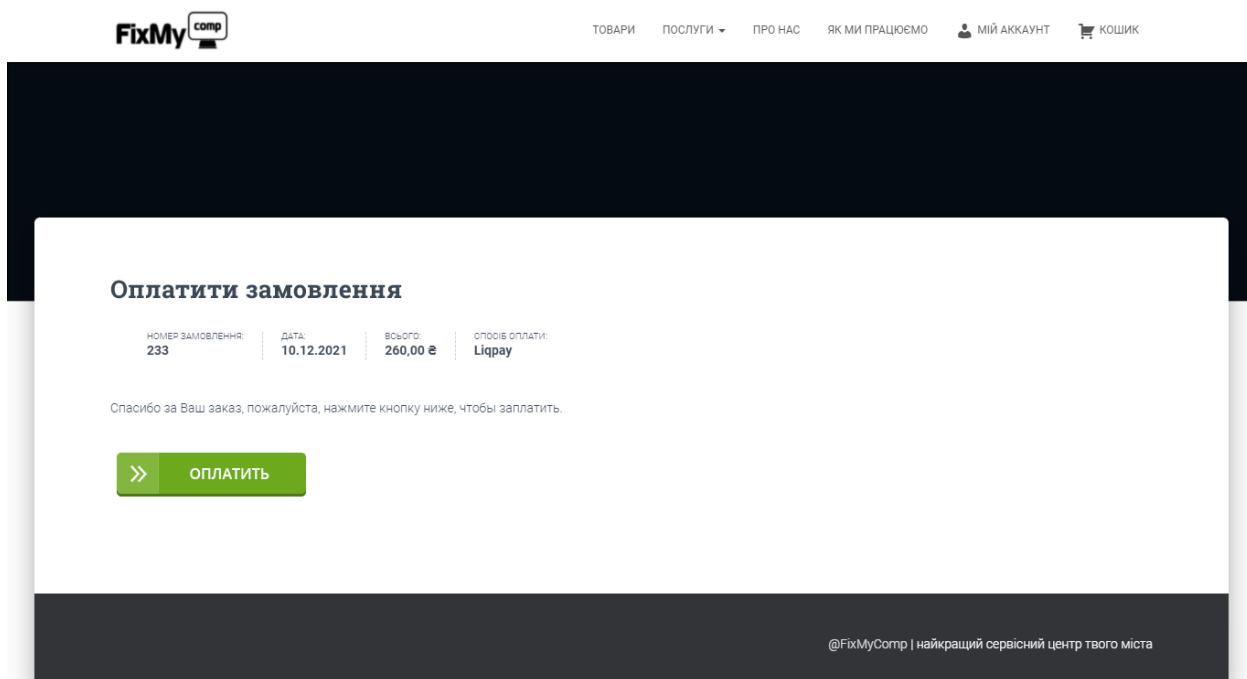 FixMy comp
ТОВАРИ ПОСЛУГИ ПРО НАС ЯК МИ ПРАЦЮЄМО МІЙ АККАУНТ КОШИК
Оплатити замовлення
НОМЕР ЗАМОВЛЕННЯ: ДАТА: ВСЬОГО: СПОСІБ ОПЛАТИ:
233 10.12.2021 260,00 ₴ Liqpay
Спасибо за Ваш заказ, пожалуйста, нажмите кнопку ниже, чтобы заплатить.
ОПЛАТИТЬ
@FixMyComp | найкращий сервісний центр твого міста